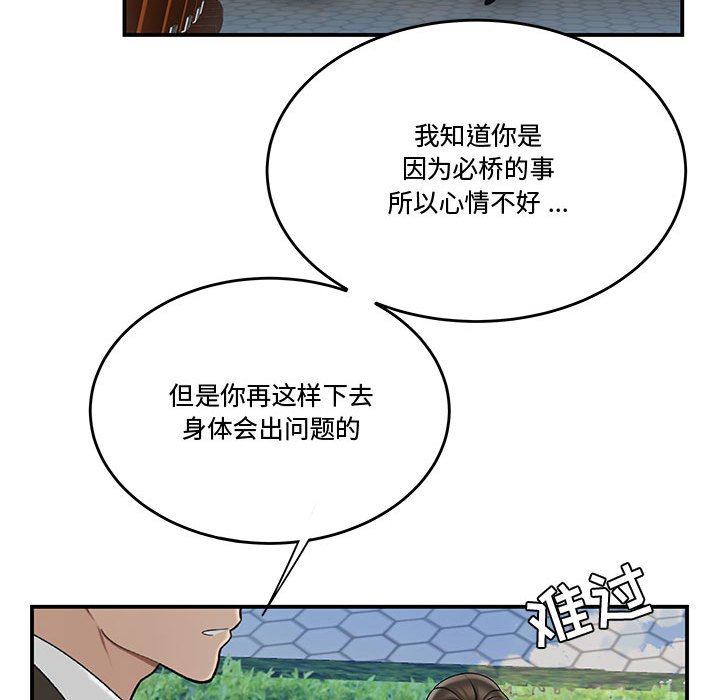 我知道你是
因为必桥的事
所以心情不好 ...
但是你再这样下去
身体会出问题的
难过